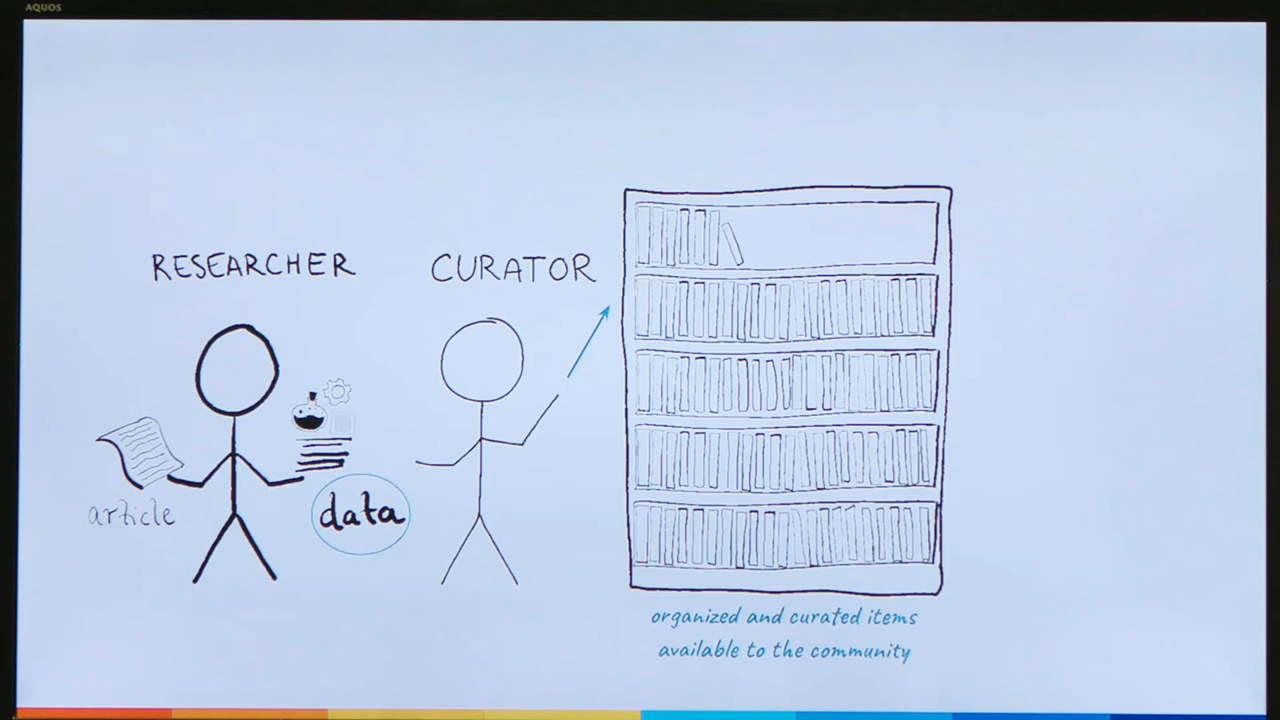 AQUOS
RESEARCHER
CURATOR
article
data
organized and curated items
available to the community